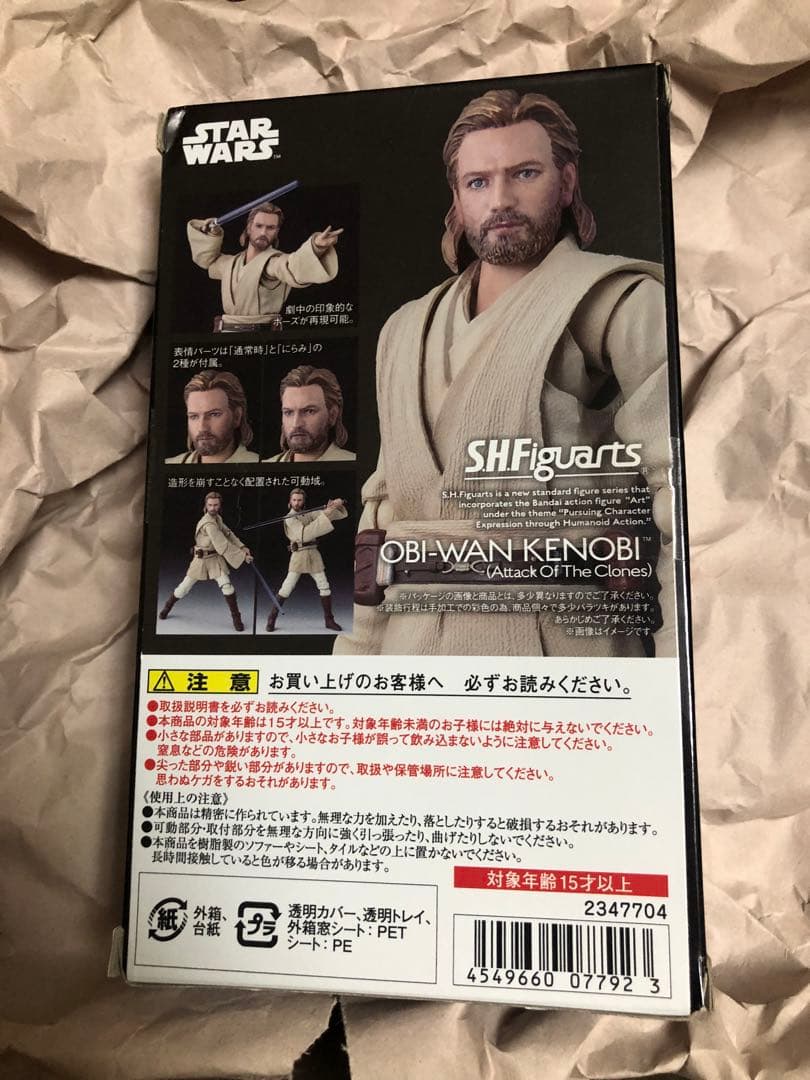 STAR
WARS™
劇中の印象的な
ポーズが再現可能。
表情パーツは「通常時」と「にらみ」の
2種が付属。
造形を崩すことなく配置された可動域。
S.H.Figuarts®
S.H.Figuarts is a new standard figure series that
incorporates the Bandai action figure "Art"
under the theme "Pursuing Character
Expression through Humanoid Action."
OBI-WAN KENOBI™
(Attack Of The Clones)
※パッケージの画像と商品とは、多少異なりますのでご了承ください。
※装飾行程は手加工での彩色の為、商品個々で多少バラツキがあります。
あらかじめご了承ください。
※画像はイメージです
注 意 お買い上げのお客様へ 必ずお読みください。
●取扱説明書を必ずお読みください。
●本商品の対象年齢は15才以上です。対象年齢未満のお子様には絶対に与えないでください。
●小さな部品がありますので、小さなお子様が誤って飲み込まないように注意してください。
窒息などの危険があります。
●尖った部分や鋭い部分がありますので、取扱や保管場所に注意してください。
思わぬケガをするおそれがあります。
《使用上の注意》
●本商品は精密に作られています。無理な力を加えたり、落としたりすると破損するおそれがあります。
●可動部分・取付部分を無理な方向に強く引っ張ったり、曲げたりしないでください。
●本商品を樹脂製のソファーやシート、タイルなどの上に置かないでください。
長時間接触していると色が移る場合があります。
対象年齢15才以上
紙 外箱、
台紙
プラ 透明カバー、透明トレイ、
外箱窓シート:PET
シート:PE
2347704
4549660 07792 3